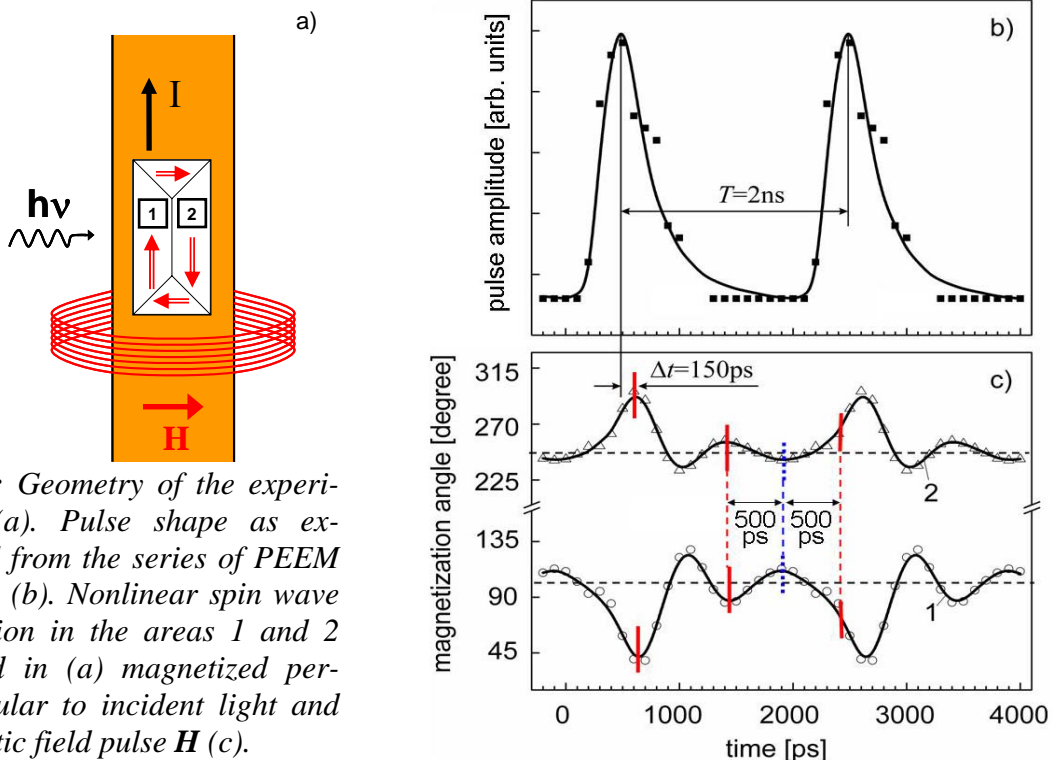 a)
I
hν
1
2
H
: Geometry of the experi-
(a). Pulse shape as ex-
from the series of PEEM
(b). Nonlinear spin wave
ion in the areas 1 and 2
d in (a) magnetized per-
ular to incident light and
tic field pulse H (c).
b)
pulse amplitude [arb. units]
T=2ns
c)
Δt=150ps
magnetization angle [degree]
315
270
225
2
500 ps
500 ps
135
90
45
1
0
1000
2000
3000
4000
time [ps]